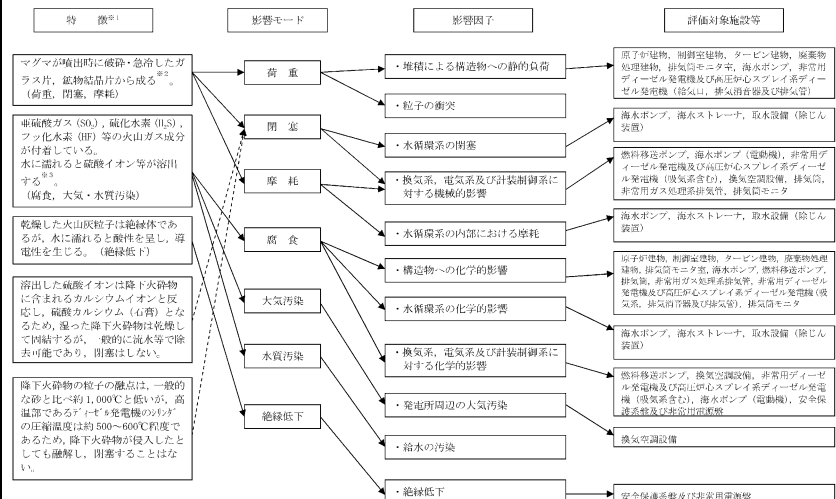 特　徴※1
影響モード
影響因子
評価対象施設等
マグマが噴出時に破砕・急冷したガ
ラス片，鉱物結晶片から成る※2。
（荷重，閉塞，摩耗）
亜硫酸ガス（SO₂），硫化水素（H₂S），
フッ化水素（HF）等の火山ガス成分
が付着している。
水に濡れると硫酸イオン等が溶出
する※3。
（腐食，大気・水質汚染）
乾燥した火山灰粒子は絶縁体であ
るが，水に濡れると酸性を呈し，導
電性を生じる。（絶縁低下）
溶出した硫酸イオンは降下火砕物
に含まれるカルシウムイオンと反
応し，硫酸カルシウム（石膏）とな
るため，湿った降下火砕物は乾燥し
て固結するが，一般的に流水等で除
去可能であり，閉塞はしない。
降下火砕物の粒子の融点は，一般的
な砂と比べ約1,000℃と低いが，高
温部であるディーゼル発電機のシリンダ
の圧縮温度は約500～600℃程度で
あるため，降下火砕物が侵入したと
しても融解し，閉塞することはな
い。
荷　重
閉　塞
摩　耗
腐　食
大気汚染
水質汚染
絶縁低下
・堆積による構造物への静的負荷
・粒子の衝突
・水循環系の閉塞
・換気系，電気系及び計装制御系に
対する機械的影響
・水循環系の内部における摩耗
・構造物への化学的影響
・水循環系の化学的影響
・換気系，電気系及び計装制御系に
対する化学的影響
・発電所周辺の大気汚染
・給水の汚染
・絶縁低下
原子炉建物，制御室建物，タービン建物，廃棄物
処理建物，排気筒モニタ室，海水ポンプ，非常用
ディーゼル発電機及び高圧炉心スプレイ系ディー
ゼル発電機（給気口，排気消音器及び排気管）
海水ポンプ，海水ストレーナ，取水設備（除じん
装置）
燃料移送ポンプ，海水ポンプ（電動機），非常用デ
ィーゼル発電機及び高圧炉心スプレイ系ディーゼ
ル発電機（吸気系含む），換気空調設備，排気筒，
非常用ガス処理系排気管，排気筒モニタ
海水ポンプ，海水ストレーナ，取水設備（除じん
装置）
原子炉建物，制御室建物，タービン建物，廃棄物処理
建物，排気筒モニタ室，海水ポンプ，燃料移送ポンプ，
排気筒，非常用ガス処理系排気管，非常用ディーゼル
発電機及び高圧炉心スプレイ系ディーゼル発電機（吸
気系，排気消音器及び排気管），排気筒モニタ
海水ポンプ，海水ストレーナ，取水設備（除じん
装置）
燃料移送ポンプ，換気空調設備，非常用ディーゼ
ル発電機及び高圧炉心スプレイ系ディーゼル発電
機（吸気系含む），海水ポンプ（電動機），安全保
護系盤及び非常用電源盤
換気空調設備
安全保護系盤及び非常用電源盤